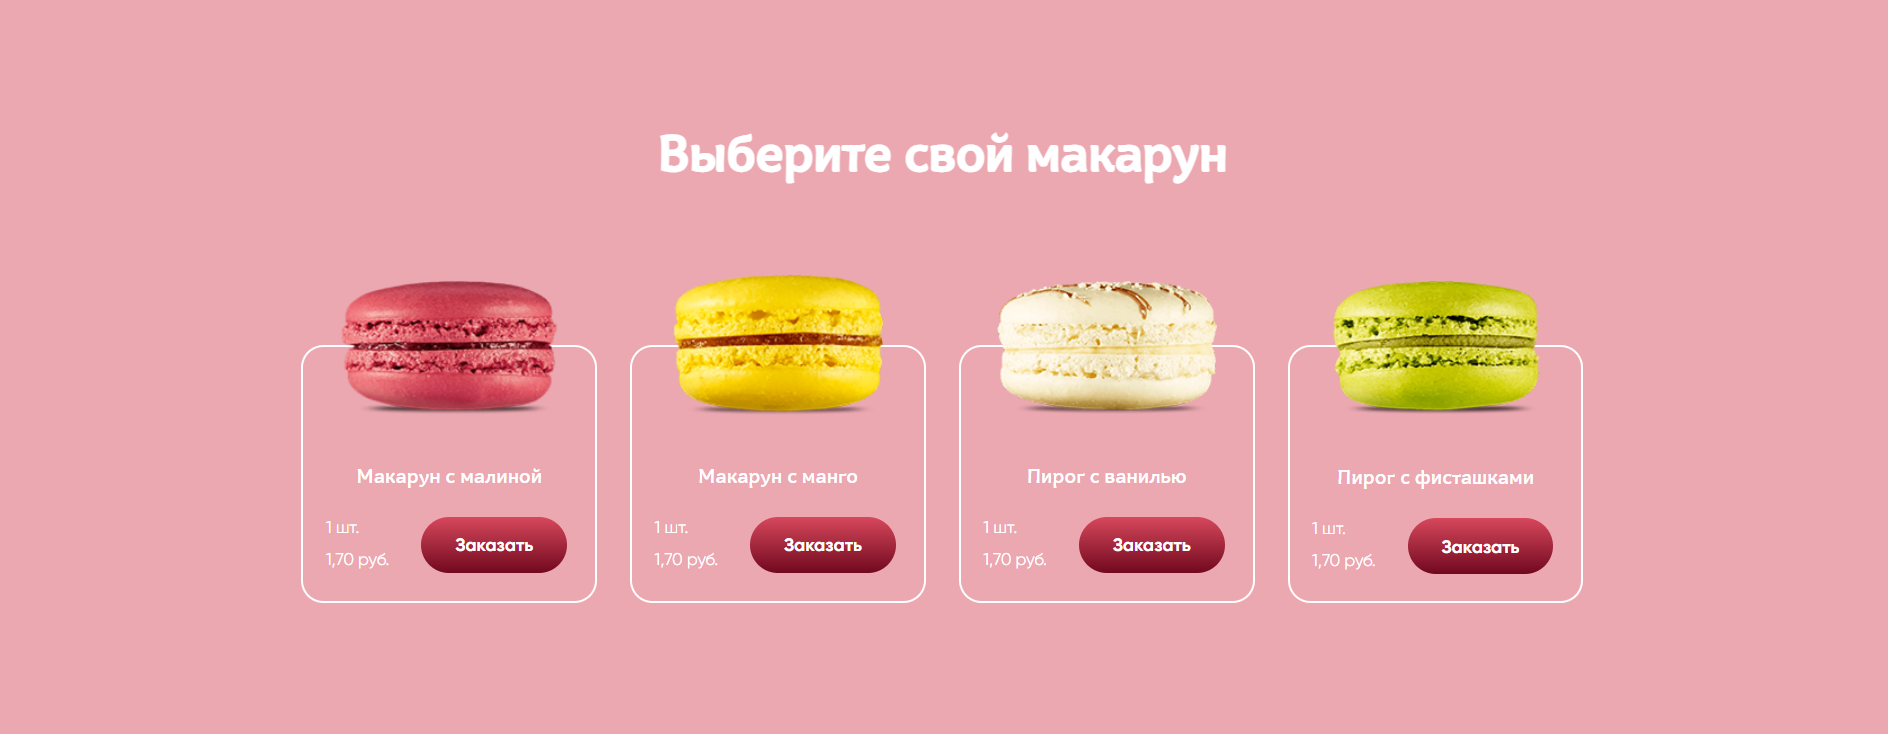 Выберите свой макарун
Макарун с малиной
1 шт.
1,70 руб.
Заказать
Макарун с манго
1 шт.
1,70 руб.
Заказать
Пирог с ванилью
1 шт.
1,70 руб.
Заказать
Пирог с фисташками
1 шт.
1,70 руб.
Заказать